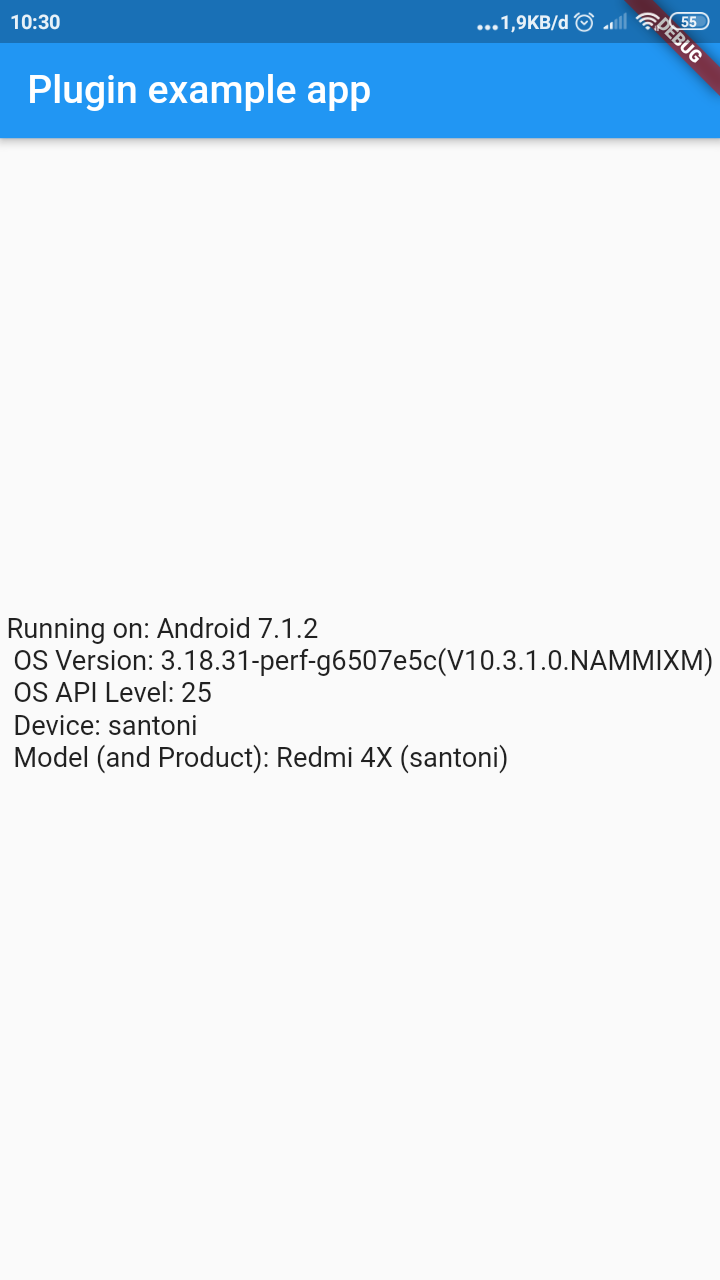 10:30
...1,9KB/d
55
DEBUG
Plugin example app
Running on: Android 7.1.2
OS Version: 3.18.31-perf-g6507e5c(V10.3.1.0.NAMMIXM)
OS API Level: 25
Device: santoni
Model (and Product): Redmi 4X (santoni)